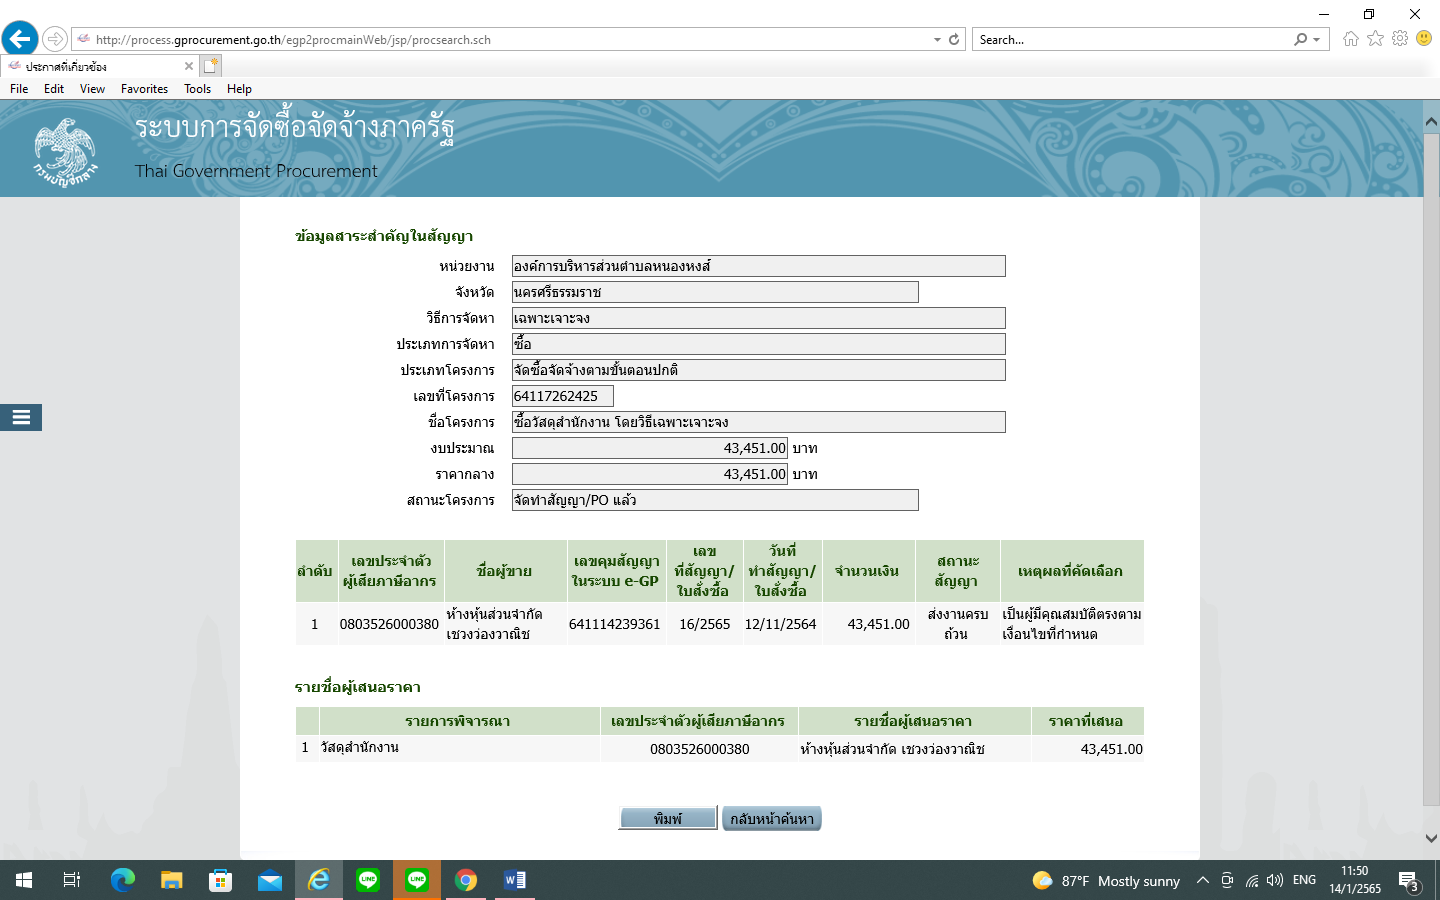 http://process.gprocurement.go.th/egp2procmainWeb/jsp/procsearch.sch
Search...
ประกาศที่เกี่ยวข้อง
File Edit View Favorites Tools Help
ระบบการจัดซื้อจัดจ้างภาครัฐ
Thai Government Procurement
กรมบัญชีกลาง
ข้อมูลสาระสำคัญในสัญญา
หน่วยงาน องค์การบริหารส่วนตำบลหนองหงส์
จังหวัด นครศรีธรรมราช
วิธีการจัดหา เฉพาะเจาะจง
ประเภทการจัดหา ซื้อ
ประเภทโครงการ จัดซื้อจัดจ้างตามขั้นตอนปกติ
เลขที่โครงการ 64117262425
ชื่อโครงการ ซื้อวัสดุสำนักงาน โดยวิธีเฉพาะเจาะจง
งบประมาณ 43,451.00 บาท
ราคากลาง 43,451.00 บาท
สถานะโครงการ จัดทำสัญญา/PO แล้ว
ลำดับ เลขประจำตัวผู้เสียภาษีอากร ชื่อผู้ขาย เลขคุมสัญญาในระบบ e-GP เลขที่สัญญา/ใบสั่งซื้อ วันที่ทำสัญญา/ใบสั่งซื้อ จำนวนเงิน สถานะสัญญา เหตุผลที่คัดเลือก
1 0803526000380 ห้างหุ้นส่วนจำกัด เชวงว่องวาณิช 641114239361 16/2565 12/11/2564 43,451.00 ส่งงานครบถ้วน เป็นผู้มีคุณสมบัติตรงตามเงื่อนไขที่กำหนด
รายชื่อผู้เสนอราคา
รายการพิจารณา เลขประจำตัวผู้เสียภาษีอากร รายชื่อผู้เสนอราคา ราคาที่เสนอ
1 วัสดุสำนักงาน 0803526000380 ห้างหุ้นส่วนจำกัด เชวงว่องวาณิช 43,451.00
พิมพ์ กลับหน้าค้นหา
87°F Mostly sunny ENG 11:50
14/1/2565 3